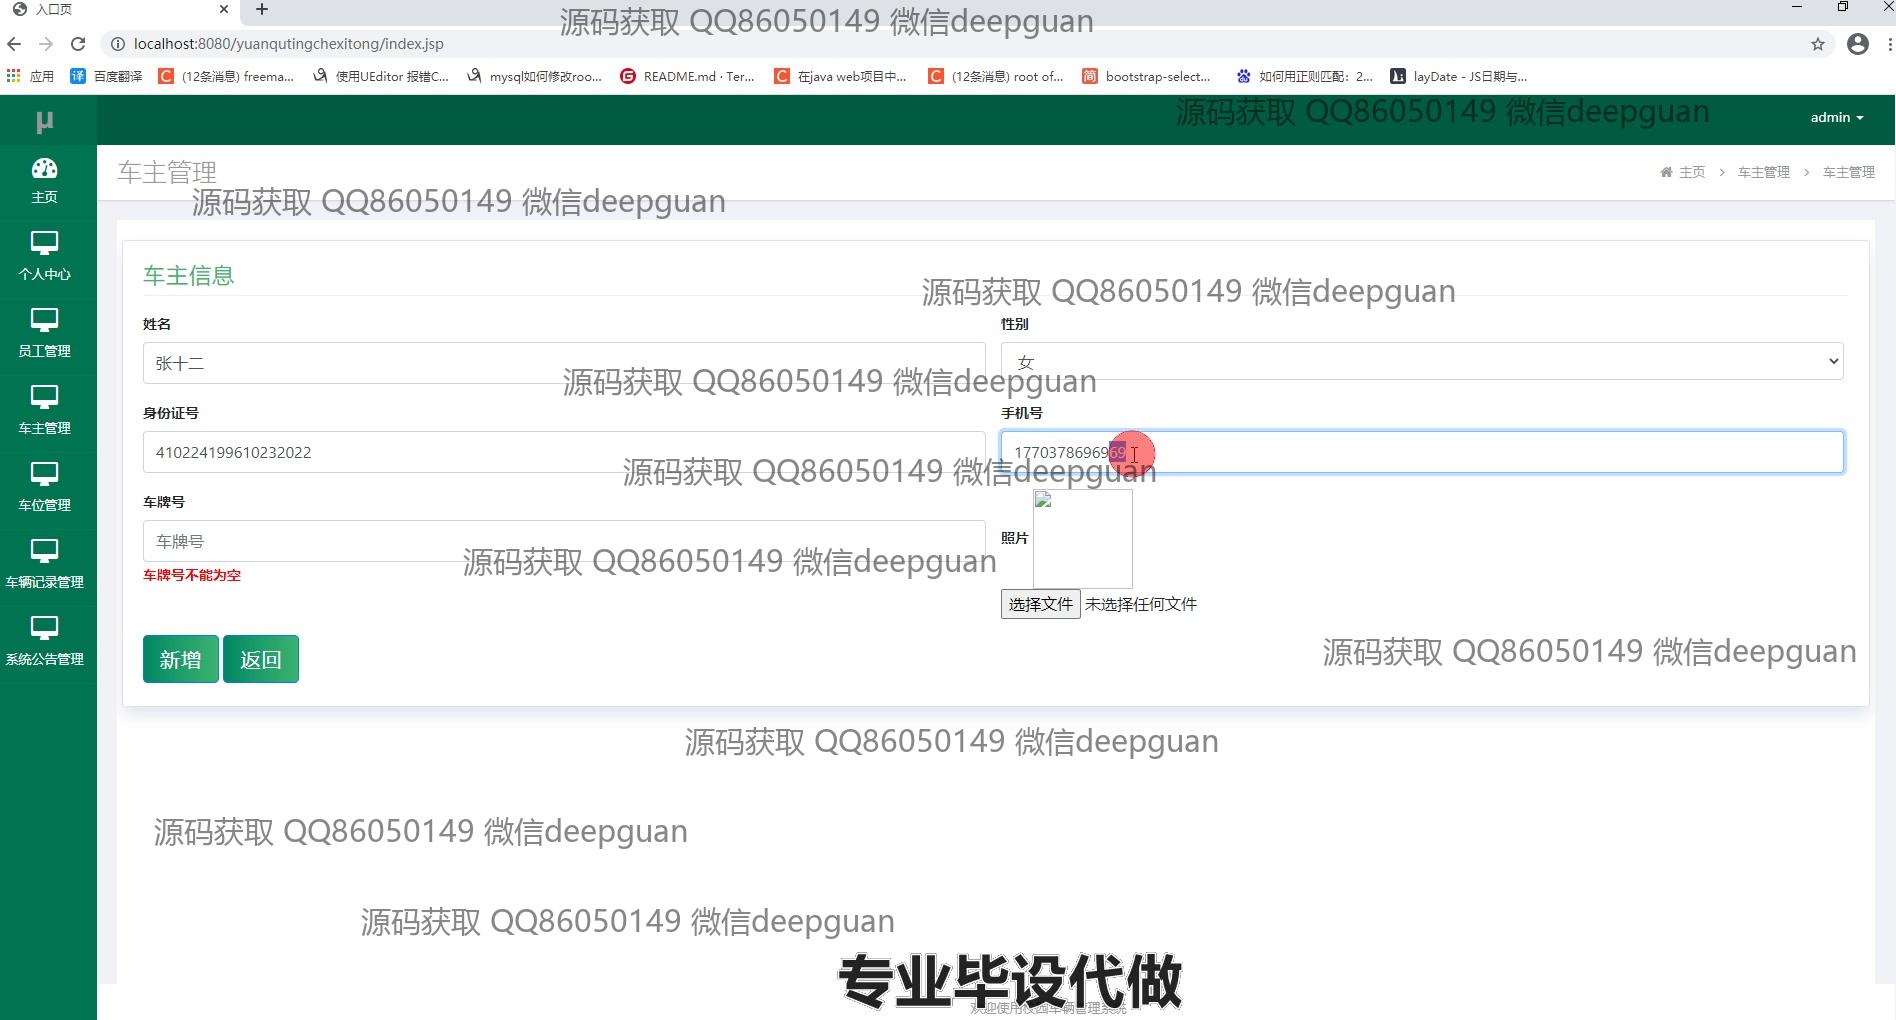 入口页
源码获取 QQ86050149 微信deepguan
localhost:8080/yuanqutingchexitong/index.jsp
应用 百度翻译 (12条消息) freema... 使用UEditor 报错C... mysql如何修改roo... README.md · Ter... 在java web项目中... (12条消息) root of... bootstrap-select... 如何用正则匹配：2... layDate - JS日期与...
源码获取 QQ86050149 微信deepguan
μ
admin
主页
车主管理
主页 > 车主管理 > 车主管理
源码获取 QQ86050149 微信deepguan
个人中心
车主信息
源码获取 QQ86050149 微信deepguan
姓名
性别
员工管理
张十二
女
源码获取 QQ86050149 微信deepguan
身份证号
手机号
车主管理
410224199610232022
1770378696969
源码获取 QQ86050149 微信deepguan
车牌号
车位管理
车牌号
照片
源码获取 QQ86050149 微信deepguan
车牌号不能为空
车辆记录管理
选择文件 未选择任何文件
新增 返回
系统公告管理
源码获取 QQ86050149 微信deepguan
源码获取 QQ86050149 微信deepguan
源码获取 QQ86050149 微信deepguan
源码获取 QQ86050149 微信deepguan
专业毕设代做
欢迎使用校园车辆管理系统